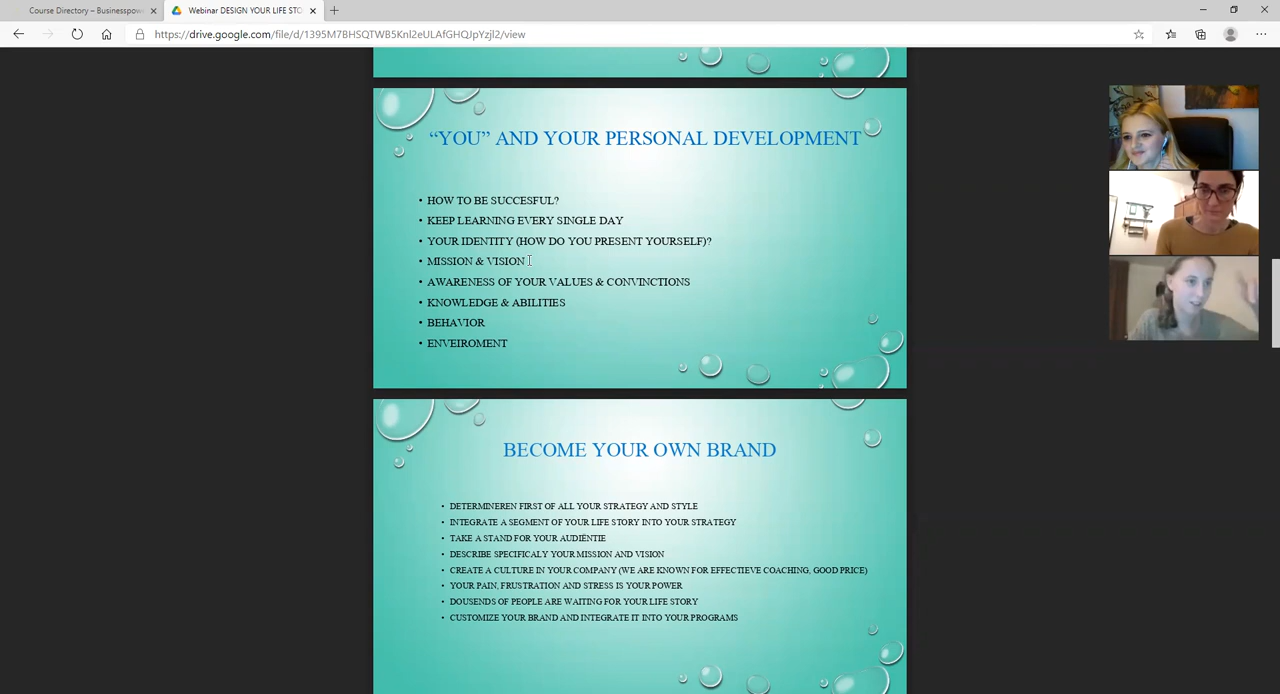 Course Directory – Businesspow
Webinar DESIGN YOUR LIFE STO
https://drive.google.com/file/d/1395M7BHSQTWB5KnI2eULAfGHQJpYzjl2/view
“YOU” AND YOUR PERSONAL DEVELOPMENT
• HOW TO BE SUCCESFUL?
• KEEP LEARNING EVERY SINGLE DAY
• YOUR IDENTITY (HOW DO YOU PRESENT YOURSELF)?
• MISSION & VISION
• AWARENESS OF YOUR VALUES & CONVINCTIONS
• KNOWLEDGE & ABILITIES
• BEHAVIOR
• ENVEIROMENT
BECOME YOUR OWN BRAND
• DETERMINEREN FIRST OF ALL YOUR STRATEGY AND STYLE
• INTEGRATE A SEGMENT OF YOUR LIFE STORY INTO YOUR STRATEGY
• TAKE A STAND FOR YOUR AUDIËNTIE
• DESCRIBE SPECIFICALY YOUR MISSION AND VISION
• CREATE A CULTURE IN YOUR COMPANY (WE ARE KNOWN FOR EFFECTIEVE COACHING, GOOD PRICE)
• YOUR PAIN, FRUSTRATION AND STRESS IS YOUR POWER
• DOUSENDS OF PEOPLE ARE WAITING FOR YOUR LIFE STORY
• CUSTOMIZE YOUR BRAND AND INTEGRATE IT INTO YOUR PROGRAMS